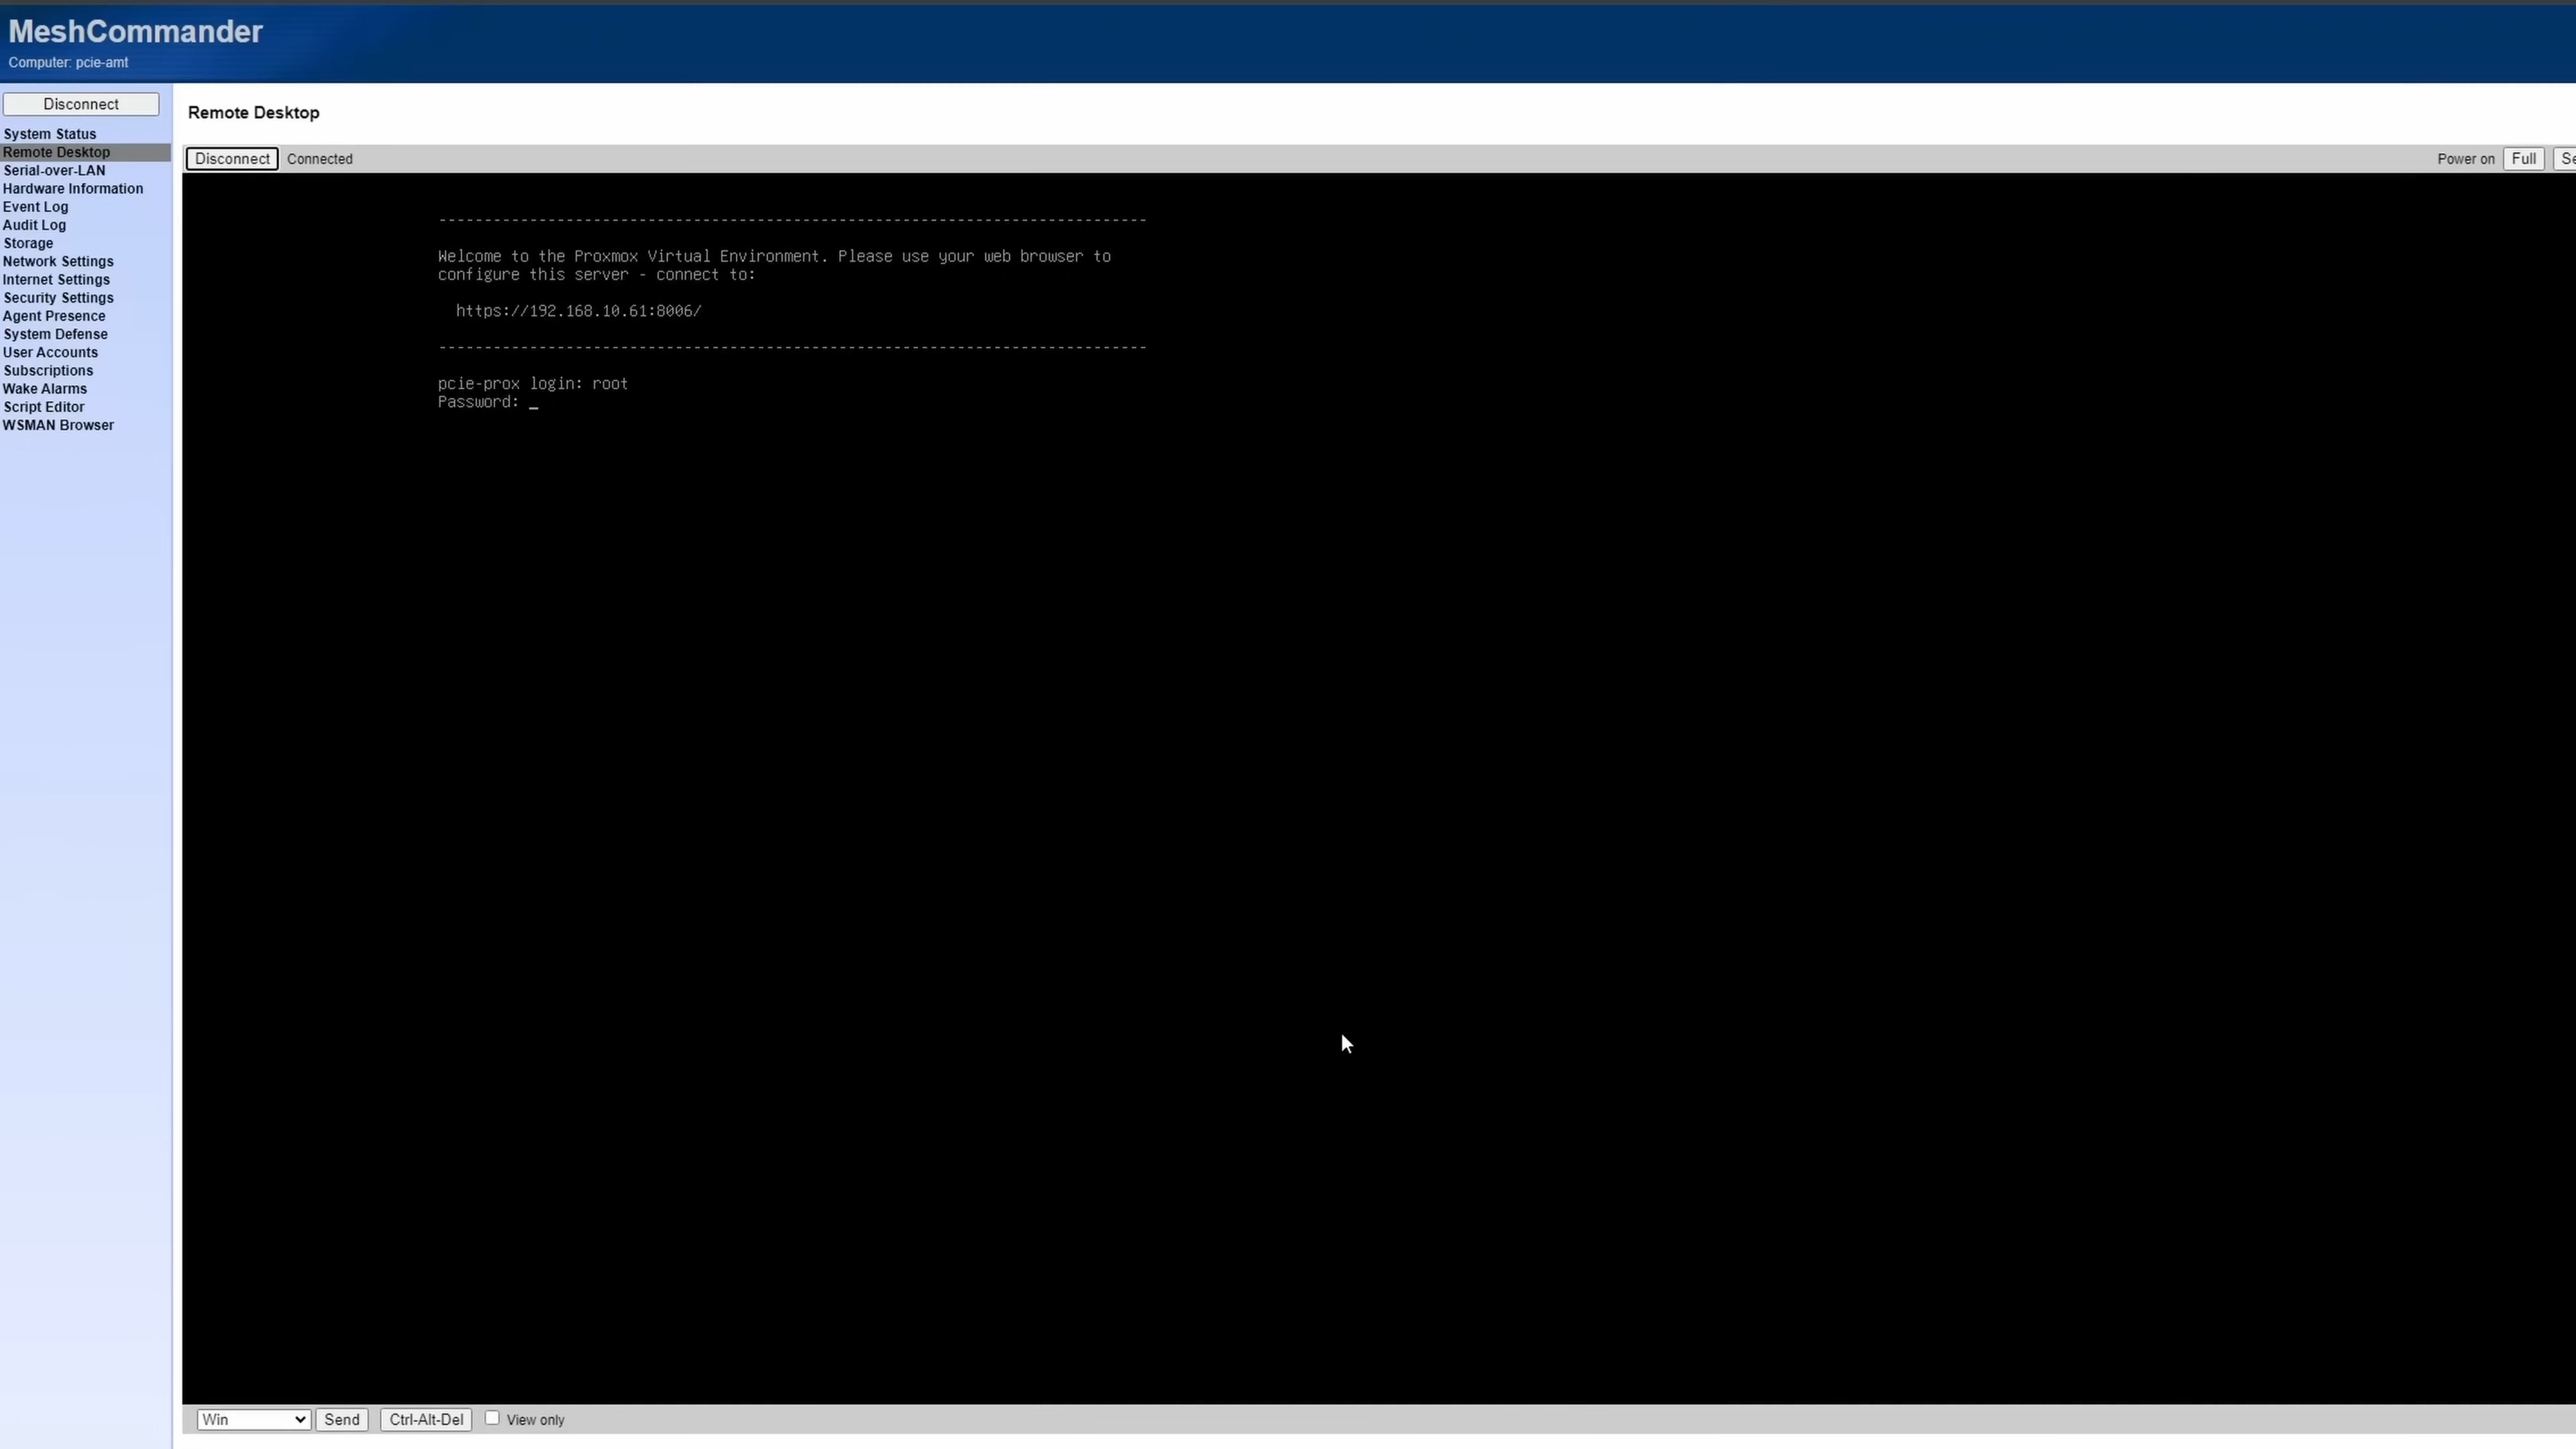 MeshCommander
Computer: pcie-amt
Disconnect
System Status
Remote Desktop
Serial-over-LAN
Hardware Information
Event Log
Audit Log
Storage
Network Settings
Internet Settings
Security Settings
Agent Presence
System Defense
User Accounts
Subscriptions
Wake Alarms
Script Editor
WSMAN Browser
Remote Desktop
Disconnect Connected Power on Full
--------------------------------------------------------------------------------
Welcome to the Proxmox Virtual Environment. Please use your web browser to
configure this server - connect to:
https://192.168.10.61:8006/
--------------------------------------------------------------------------------
pcie-prox login: root
Password: _
Win Send Ctrl-Alt-Del View only